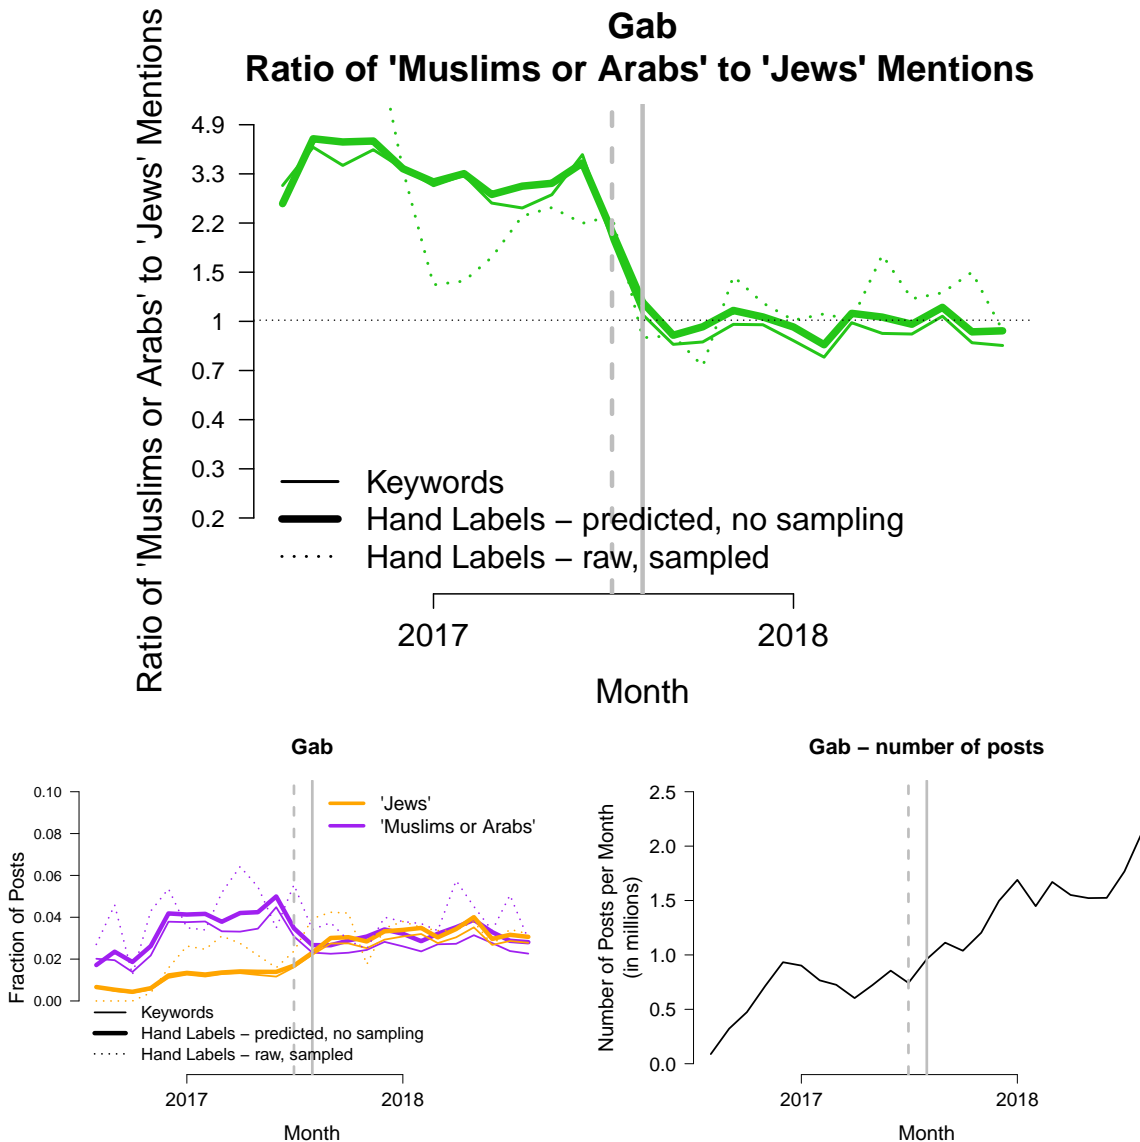 Gab
Ratio of 'Muslims or Arabs' to 'Jews' Mentions
Ratio of 'Muslims or Arabs' to 'Jews' Mentions
4.9
3.3
2.2
1.5
1
0.7
0.4
0.3
0.2
Keywords
Hand Labels − predicted, no sampling
Hand Labels − raw, sampled
2017
2018
Month
Gab
Fraction of Posts
0.10
0.08
0.06
0.04
0.02
0.00
'Jews'
'Muslims or Arabs'
Keywords
Hand Labels − predicted, no sampling
Hand Labels − raw, sampled
2017
2018
Month
Gab − number of posts
Number of Posts per Month
(in millions)
2.5
2.0
1.5
1.0
0.5
0.0
2017
2018
Month